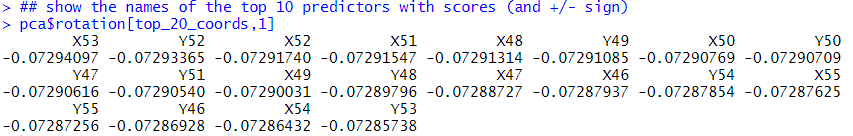 > ## show the names of the top 10 predictors with scores (and +/- sign)
> pca$rotation[top_20_coords,1]
X53 Y52 X52 X51 X48 Y49 X50 Y50
-0.07294097 -0.07293365 -0.07291740 -0.07291547 -0.07291314 -0.07291085 -0.07290769 -0.07290709
Y47 Y51 X49 Y48 X47 X46 Y54 X55
-0.07290616 -0.07290540 -0.07290031 -0.07289796 -0.07288727 -0.07287937 -0.07287854 -0.07287625
Y55 Y46 X54 Y53
-0.07287256 -0.07286928 -0.07286432 -0.07285738